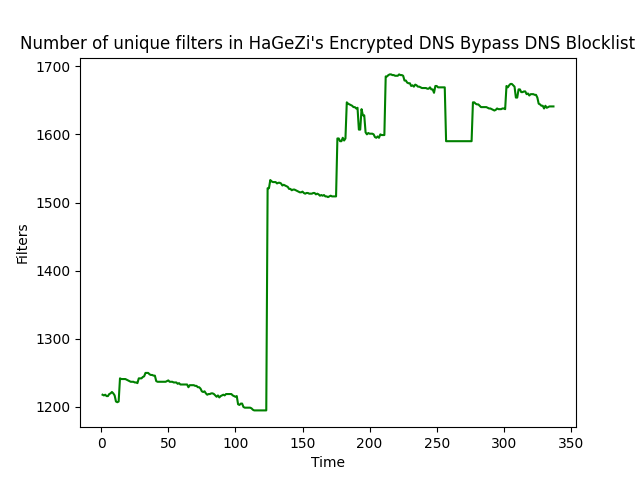 Number of unique filters in HaGeZi's Encrypted DNS Bypass DNS Blocklist
1700
1600
1500
1400
1300
1200
Filters
0 50 100 150 200 250 300 350
Time